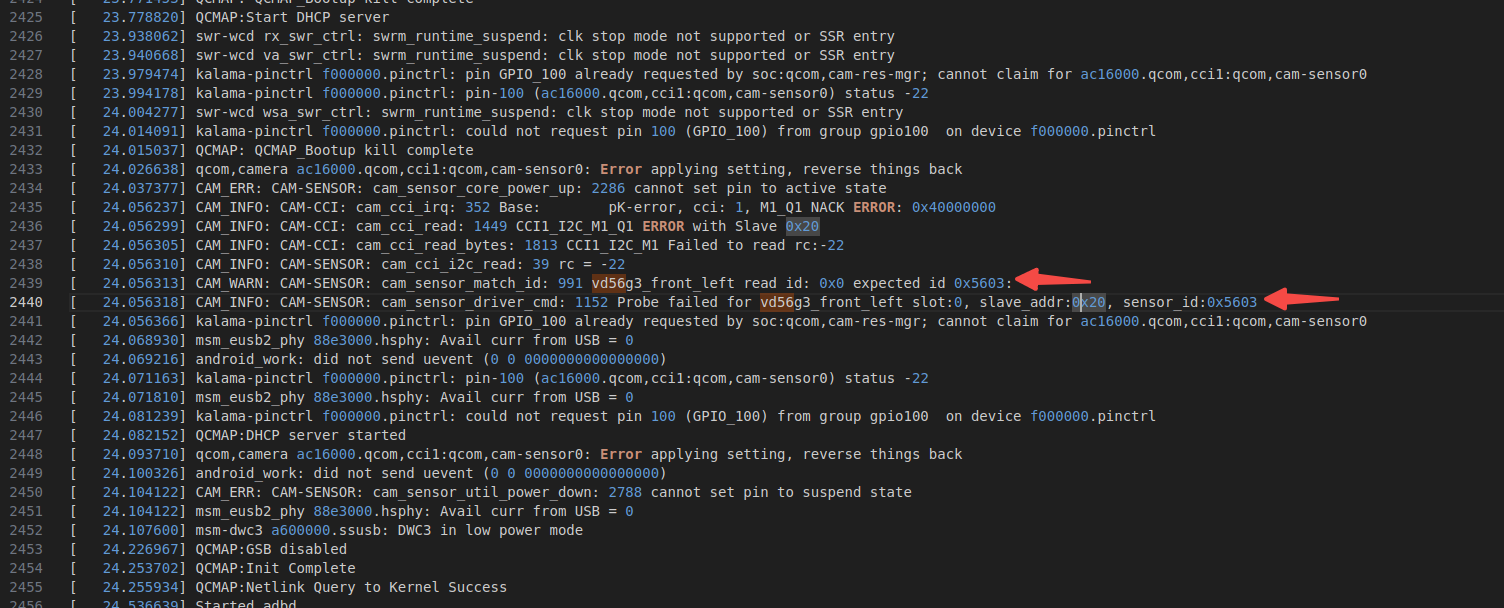 2424 [ 23.771493] QCMAP: QCMAP_Bootup kill complete
2425 [ 23.778820] QCMAP:Start DHCP server
2426 [ 23.938062] swr-wcd rx_swr_ctrl: swrm_runtime_suspend: clk stop mode not supported or SSR entry
2427 [ 23.940668] swr-wcd va_swr_ctrl: swrm_runtime_suspend: clk stop mode not supported or SSR entry
2428 [ 23.979474] kalama-pinctrl f000000.pinctrl: pin GPIO_100 already requested by soc:qcom,cam-res-mgr; cannot claim for ac16000.qcom,cci1:qcom,cam-sensor0
2429 [ 23.994178] kalama-pinctrl f000000.pinctrl: pin-100 (ac16000.qcom,cci1:qcom,cam-sensor0) status -22
2430 [ 24.004277] swr-wcd wsa_swr_ctrl: swrm_runtime_suspend: clk stop mode not supported or SSR entry
2431 [ 24.014091] kalama-pinctrl f000000.pinctrl: could not request pin 100 (GPIO_100) from group gpio100  on device f000000.pinctrl
2432 [ 24.015037] QCMAP: QCMAP_Bootup kill complete
2433 [ 24.026638] qcom,camera ac16000.qcom,cci1:qcom,cam-sensor0: Error applying setting, reverse things back
2434 [ 24.037377] CAM_ERR: CAM-SENSOR: cam_sensor_core_power_up: 2286 cannot set pin to active state
2435 [ 24.056237] CAM_INFO: CAM-CCI: cam_cci_irq: 352 Base:        pK-error, cci: 1, M1_Q1 NACK ERROR: 0x40000000
2436 [ 24.056299] CAM_INFO: CAM-CCI: cam_cci_read: 1449 CCI1_I2C_M1_Q1 ERROR with Slave 0x20
2437 [ 24.056305] CAM_INFO: CAM-CCI: cam_cci_read_bytes: 1813 CCI1_I2C_M1 Failed to read rc:-22
2438 [ 24.056310] CAM_INFO: CAM-SENSOR: cam_cci_i2c_read: 39 rc = -22
2439 [ 24.056313] CAM_WARN: CAM-SENSOR: cam_sensor_match_id: 991 vd56g3_front_left read id: 0x0 expected id 0x5603:
2440 [ 24.056318] CAM_INFO: CAM-SENSOR: cam_sensor_driver_cmd: 1152 Probe failed for vd56g3_front_left slot:0, slave_addr:0x20, sensor_id:0x5603
2441 [ 24.056366] kalama-pinctrl f000000.pinctrl: pin GPIO_100 already requested by soc:qcom,cam-res-mgr; cannot claim for ac16000.qcom,cci1:qcom,cam-sensor0
2442 [ 24.068930] msm_eusb2_phy 88e3000.hsphy: Avail curr from USB = 0
2443 [ 24.069216] android_work: did not send uevent (0 0 0000000000000000)
2444 [ 24.071163] kalama-pinctrl f000000.pinctrl: pin-100 (ac16000.qcom,cci1:qcom,cam-sensor0) status -22
2445 [ 24.071810] msm_eusb2_phy 88e3000.hsphy: Avail curr from USB = 0
2446 [ 24.081239] kalama-pinctrl f000000.pinctrl: could not request pin 100 (GPIO_100) from group gpio100  on device f000000.pinctrl
2447 [ 24.082152] QCMAP:DHCP server started
2448 [ 24.093710] qcom,camera ac16000.qcom,cci1:qcom,cam-sensor0: Error applying setting, reverse things back
2449 [ 24.100326] android_work: did not send uevent (0 0 0000000000000000)
2450 [ 24.104122] CAM_ERR: CAM-SENSOR: cam_sensor_util_power_down: 2788 cannot set pin to suspend state
2451 [ 24.104122] msm_eusb2_phy 88e3000.hsphy: Avail curr from USB = 0
2452 [ 24.107600] msm-dwc3 a600000.ssusb: DWC3 in low power mode
2453 [ 24.226967] QCMAP:GSB disabled
2454 [ 24.253702] QCMAP:Init Complete
2455 [ 24.255934] QCMAP:Netlink Query to Kernel Success
2456 [ 24.536639] Started adbd